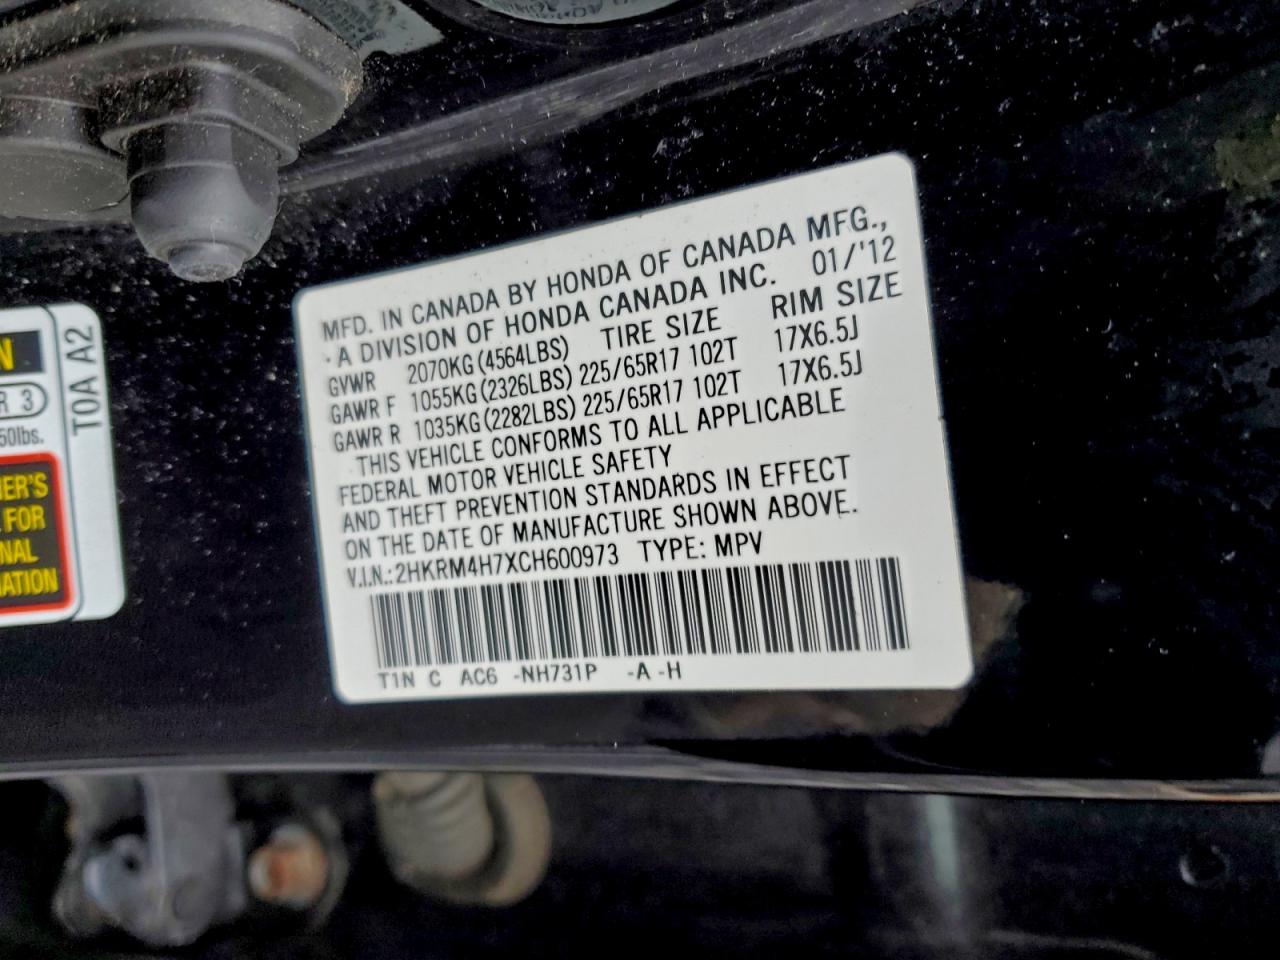 MFD. IN CANADA BY HONDA OF CANADA MFG.,
·A DIVISION OF HONDA CANADA INC. 01/'12
GVWR 2070KG(4564LBS) TIRE SIZE RIM SIZE
GAWR F 1055KG(2326LBS) 225/65R17 102T 17X6.5J
GAWR R 1035KG(2282LBS) 225/65R17 102T 17X6.5J
·THIS VEHICLE CONFORMS TO ALL APPLICABLE
FEDERAL MOTOR VEHICLE SAFETY
AND THEFT PREVENTION STANDARDS IN EFFECT
ON THE DATE OF MANUFACTURE SHOWN ABOVE.
V.I.N.:2HKRM4H7XCH600973 TYPE: MPV
T1N C AC6 -NH731P -A -H
T0A A2
R 3
50lbs.
FOR